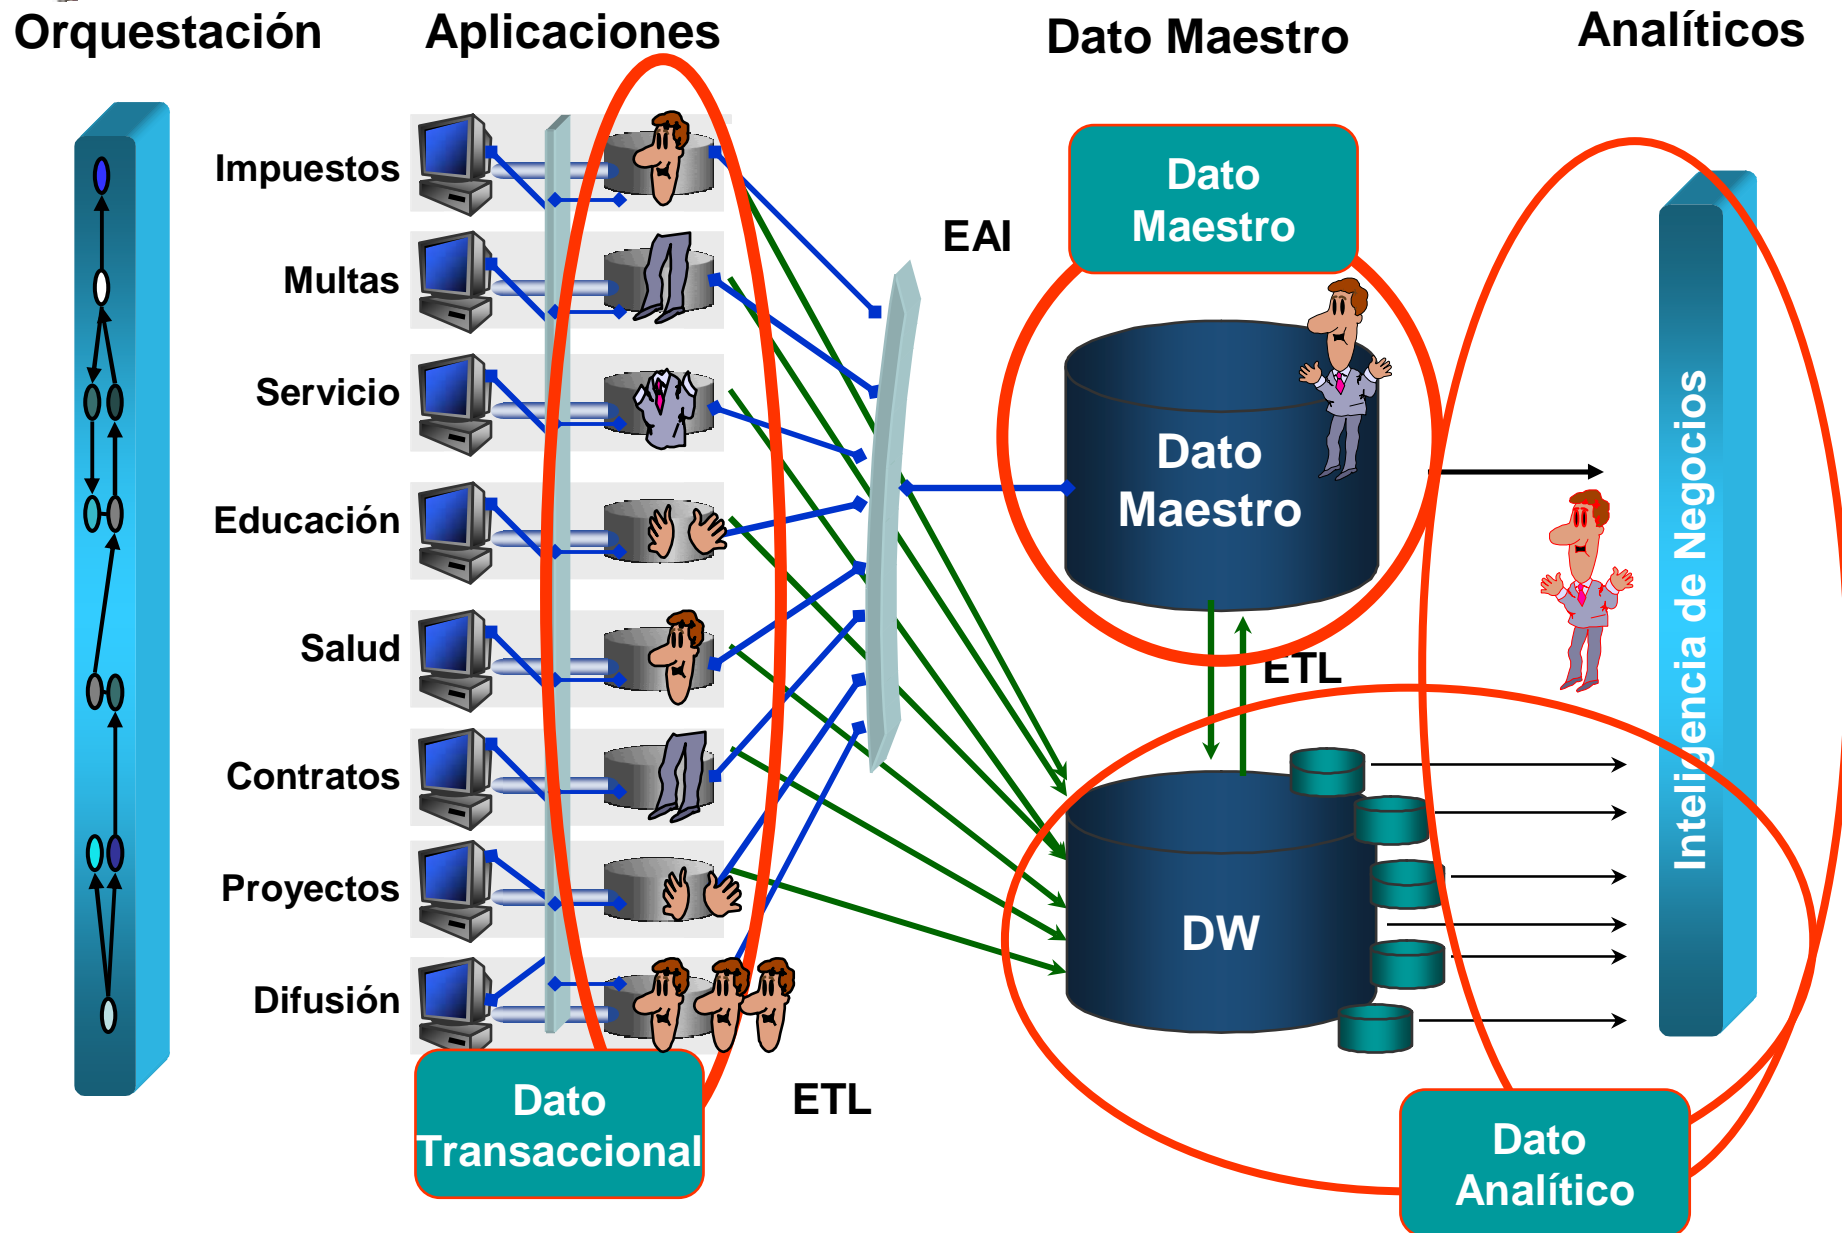 Orquestación
Aplicaciones
Dato Maestro
Analíticos
Impuestos
Multas
Servicio
Educación
Salud
Contratos
Proyectos
Difusión
Dato
Transaccional
ETL
EAI
Dato
Maestro
Dato
Maestro
ETL
DW
Inteligencia de Negocios
Dato
Analítico